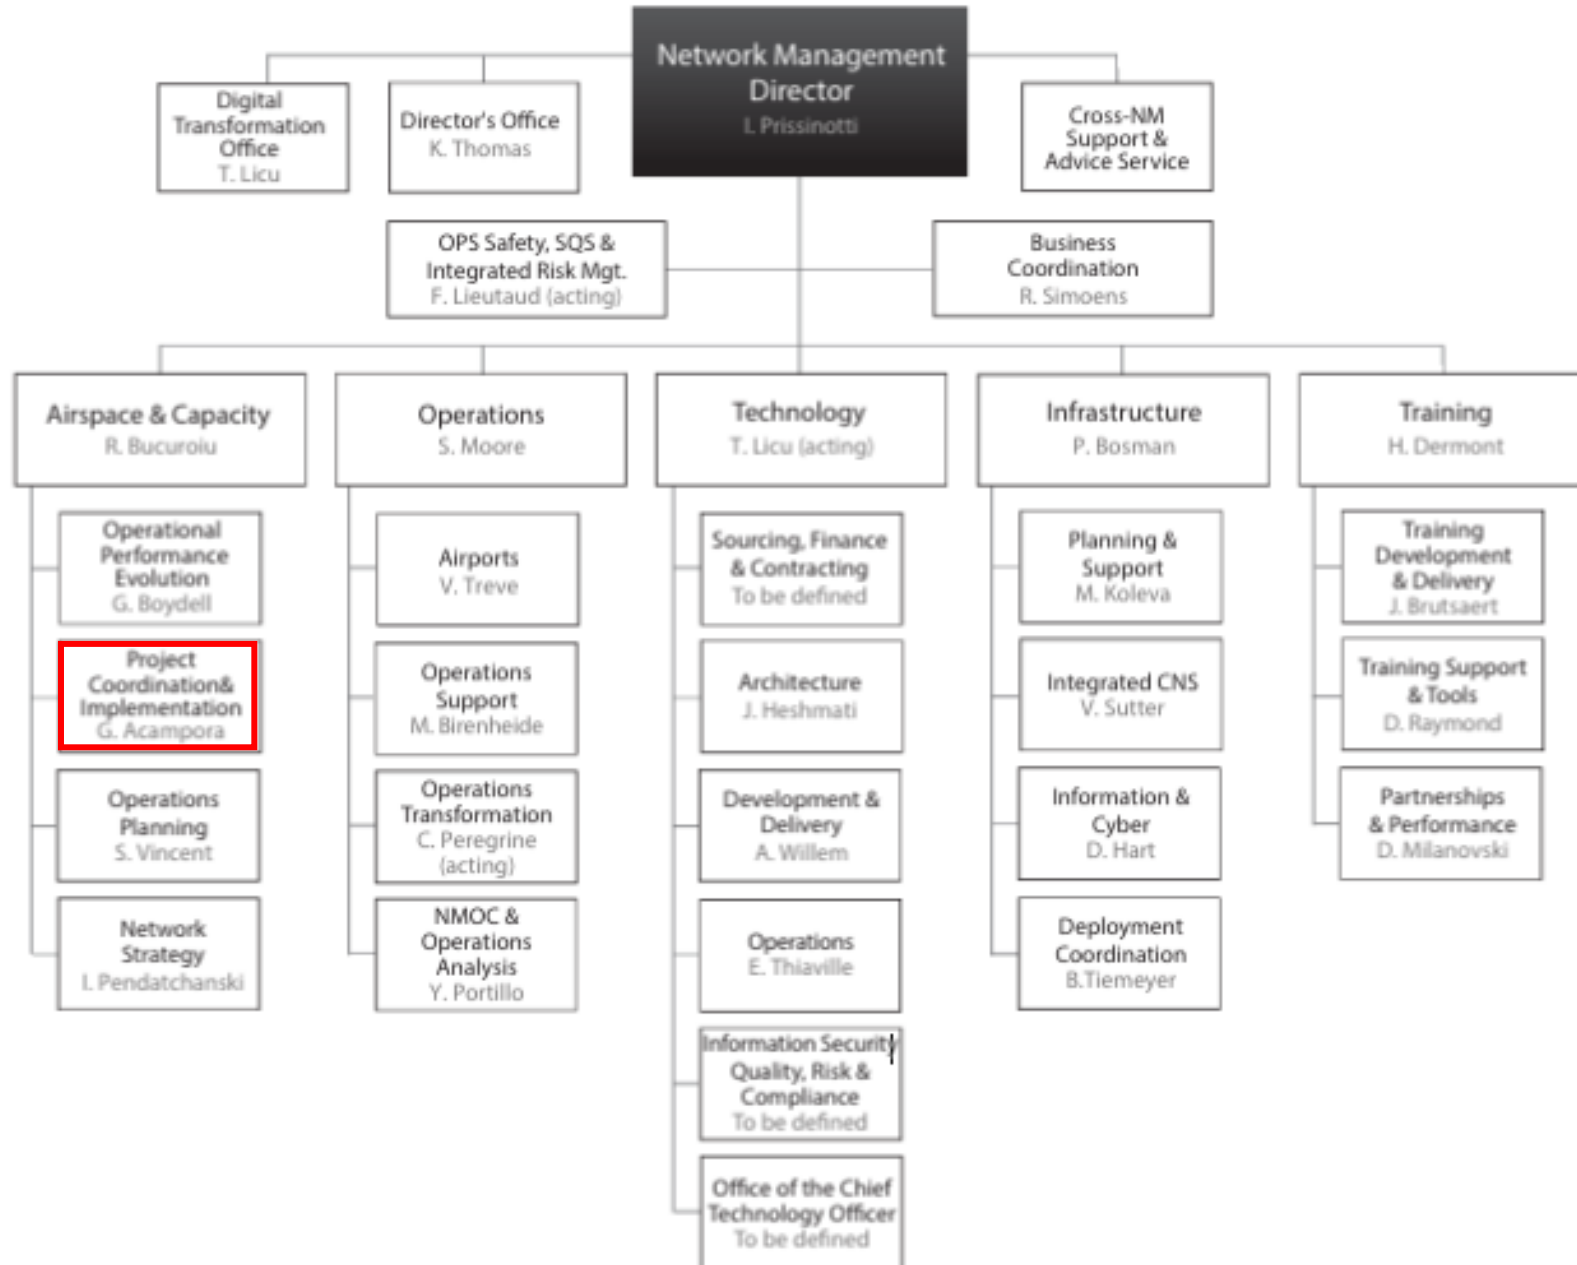 Network Management
Director
I. Prissinotti
Digital
Transformation
Office
T. Licu
Director's Office
K. Thomas
Cross-NM
Support &
Advice Service
OPS Safety, SQS &
Integrated Risk Mgt.
F. Lieutaud (acting)
Business
Coordination
R. Simoens
Airspace & Capacity
R. Bucuroiu
Operational
Performance
Evolution
G. Boydell
Project
Coordination&
Implementation
G. Acampora
Operations
Planning
S. Vincent
Network
Strategy
I. Pendatchanski
Operations
S. Moore
Airports
V. Treve
Operations
Support
M. Birenheide
Operations
Transformation
C. Peregrine
(acting)
NMOC &
Operations
Analysis
Y. Portillo
Technology
T. Licu (acting)
Sourcing, Finance
& Contracting
To be defined
Architecture
J. Heshmati
Development &
Delivery
A. Willem
Operations
E. Thiaville
Information Security
Quality, Risk &
Compliance
To be defined
Office of the Chief
Technology Officer
To be defined
Infrastructure
P. Bosman
Planning &
Support
M. Koleva
Integrated CNS
V. Sutter
Information &
Cyber
D. Hart
Deployment
Coordination
B.Tiemeyer
Training
H. Dermont
Training
Development
& Delivery
J. Brutsaert
Training Support
& Tools
D. Raymond
Partnerships
& Performance
D. Milanovski